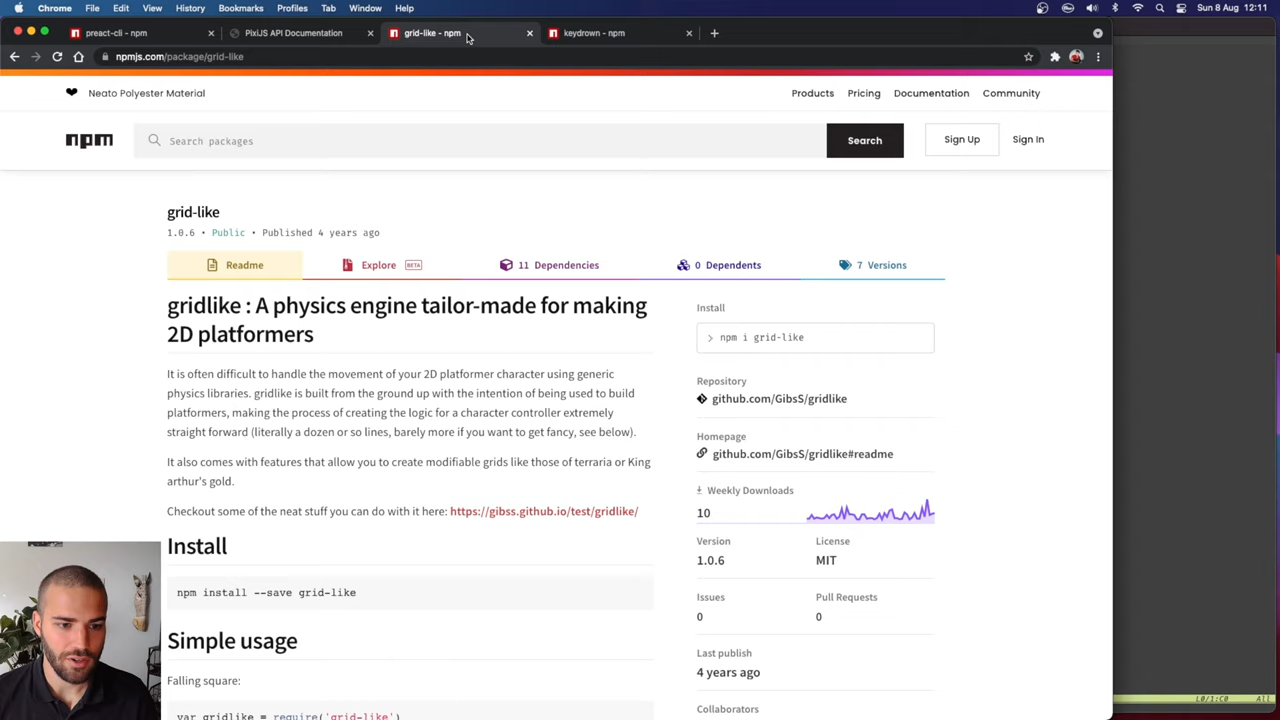 Chrome File Edit View History Bookmarks Profiles Tab Window Help Sun 8 Aug 12:11
preact-cli - npm PixiJS API Documentation grid-like - npm keydrown - npm
npmjs.com/package/grid-like
Neato Polyester Material Products Pricing Documentation Community
npm Search packages Search Sign Up Sign In
grid-like
1.0.6 • Public • Published 4 years ago
Readme Explore BETA 11 Dependencies 0 Dependents 7 Versions
gridlike : A physics engine tailor-made for making
2D platformers
It is often difficult to handle the movement of your 2D platformer character using generic
physics libraries. gridlike is built from the ground up with the intention of being used to build
platformers, making the process of creating the logic for a character controller extremely
straight forward (literally a dozen or so lines, barely more if you want to get fancy, see below).
It also comes with features that allow you to create modifiable grids like those of terraria or King
arthur's gold.
Checkout some of the neat stuff you can do with it here: https://gibss.github.io/test/gridlike/
Install
npm install --save grid-like
Simple usage
Falling square:
var gridlike = require('grid-like')
Install
> npm i grid-like
Repository
github.com/GibsS/gridlike
Homepage
github.com/GibsS/gridlike#readme
Weekly Downloads
10
Version License
1.0.6 MIT
Issues Pull Requests
0 0
Last publish
4 years ago
Collaborators
L0/1:C0 All